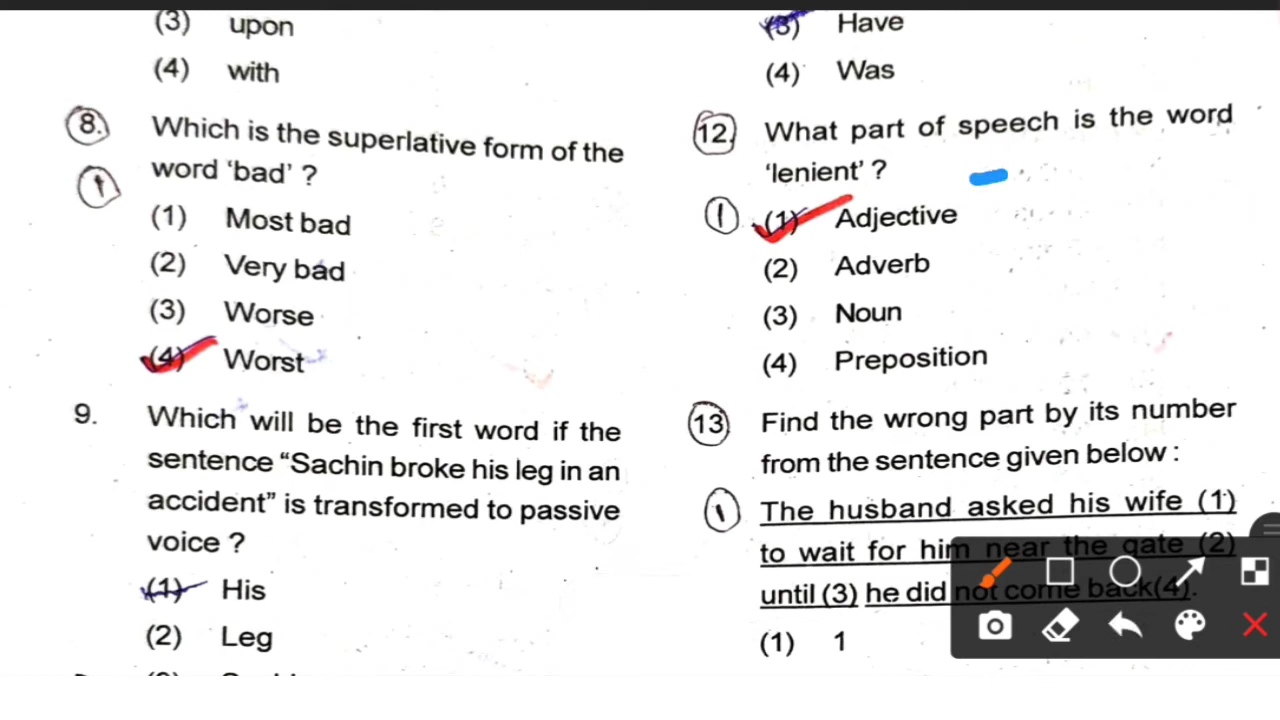 (3) upon
(4) with
8. Which is the superlative form of the
word ‘bad’ ?
1
(1) Most bad
(2) Very bad
(3) Worse
(4) Worst
9. Which will be the first word if the
sentence “Sachin broke his leg in an
accident” is transformed to passive
voice ?
(1) His
(2) Leg
(3) Have
(4) Was
12. What part of speech is the word
‘lenient’ ?
1
(1) Adjective
(2) Adverb
(3) Noun
(4) Preposition
13 Find the wrong part by its number
from the sentence given below :
1
The husband asked his wife (1)
to wait for him near the gate (2)
until (3) he did not come back(4).
(1) 1